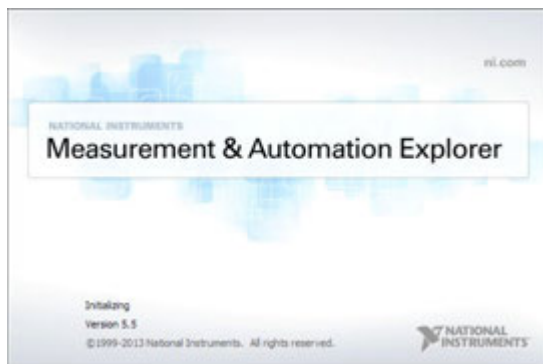 ni.com
NATIONAL INSTRUMENTS
Measurement & Automation Explorer
Initializing
Version 5.5
©1999-2013 National Instruments. All rights reserved.
NATIONAL
INSTRUMENTS